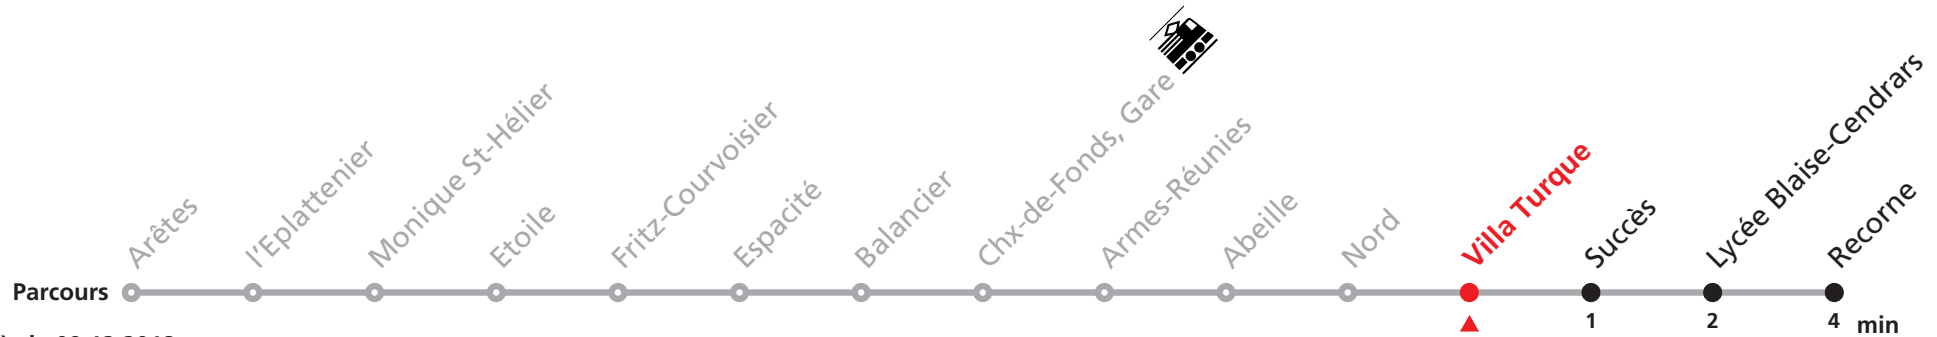 Arêtes
l'Eplattenier
Monique St-Hélier
Etoile
Fritz-Courvoisier
Espacité
Balancier
Chx-de-Fonds, Gare
Armes-Réunies
Abeille
Nord
Villa Turque
Succès
Lycée Blaise-Cendrars
Recorne
Parcours
1 2 4 min